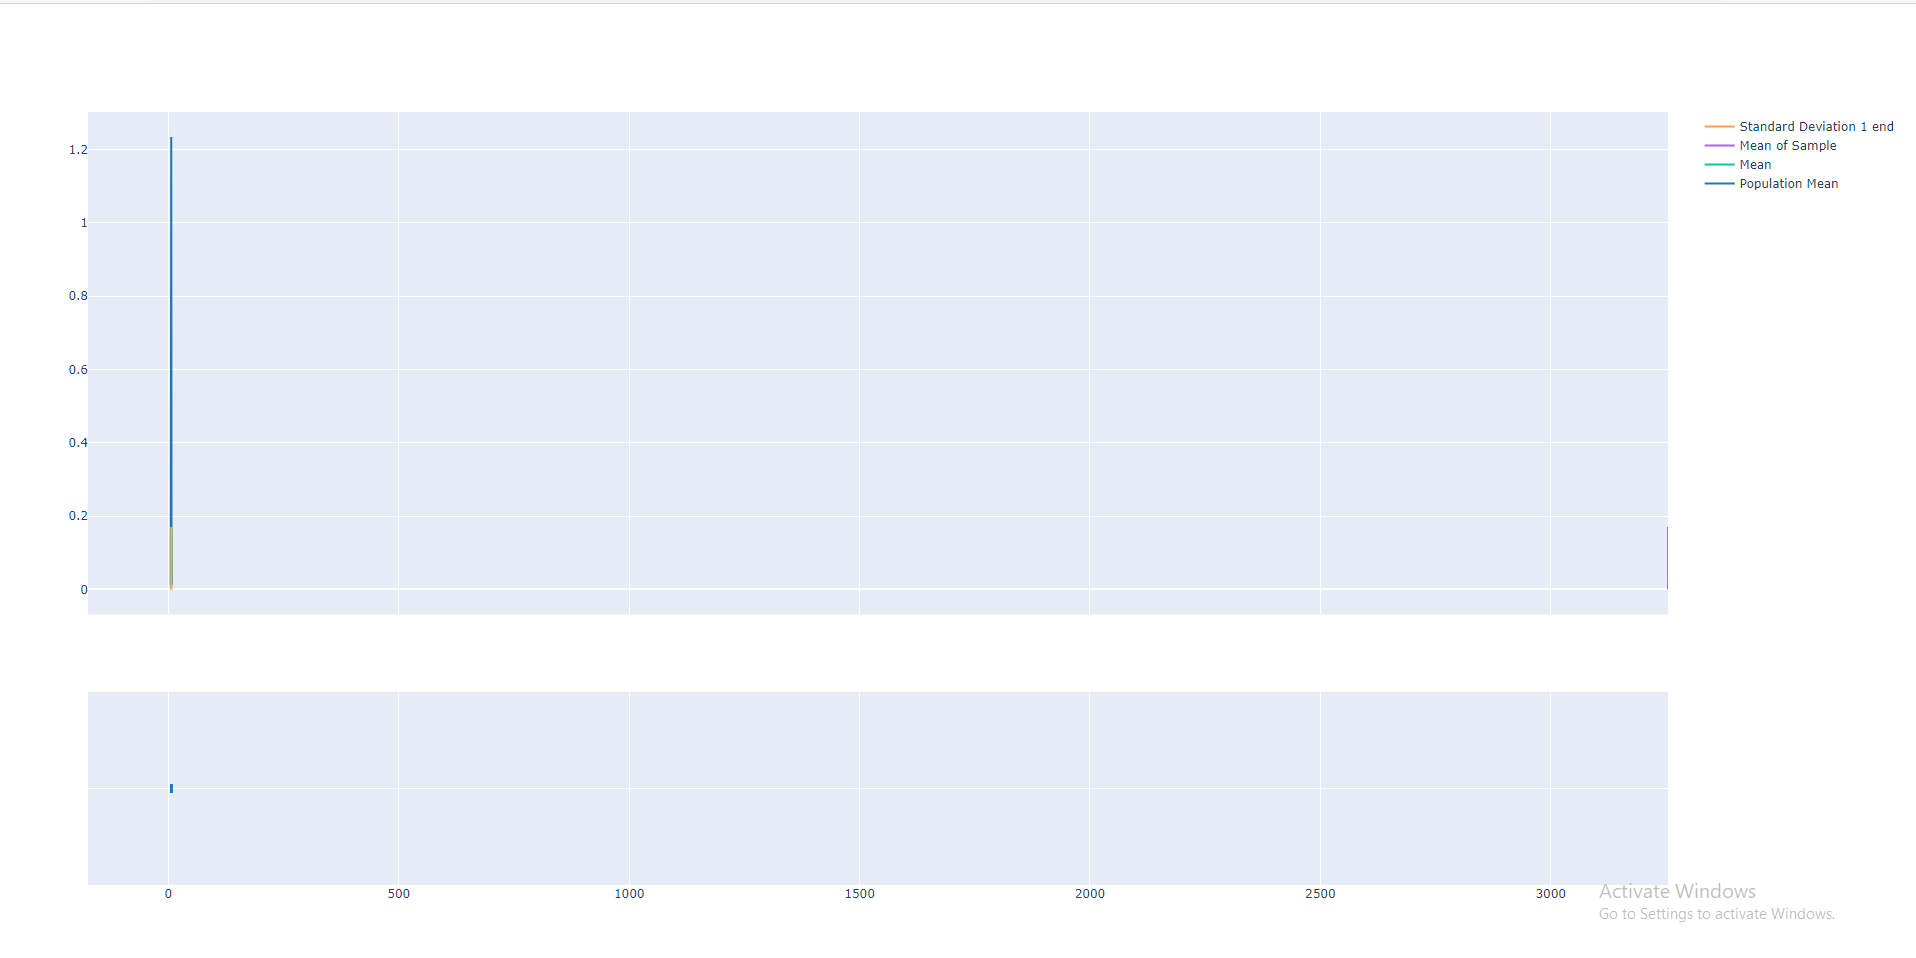 Standard Deviation 1 end
Mean of Sample
Mean
Population Mean
1.2
1
0.8
0.6
0.4
0.2
0
0 500 1000 1500 2000 2500 3000
Activate Windows
Go to Settings to activate Windows.